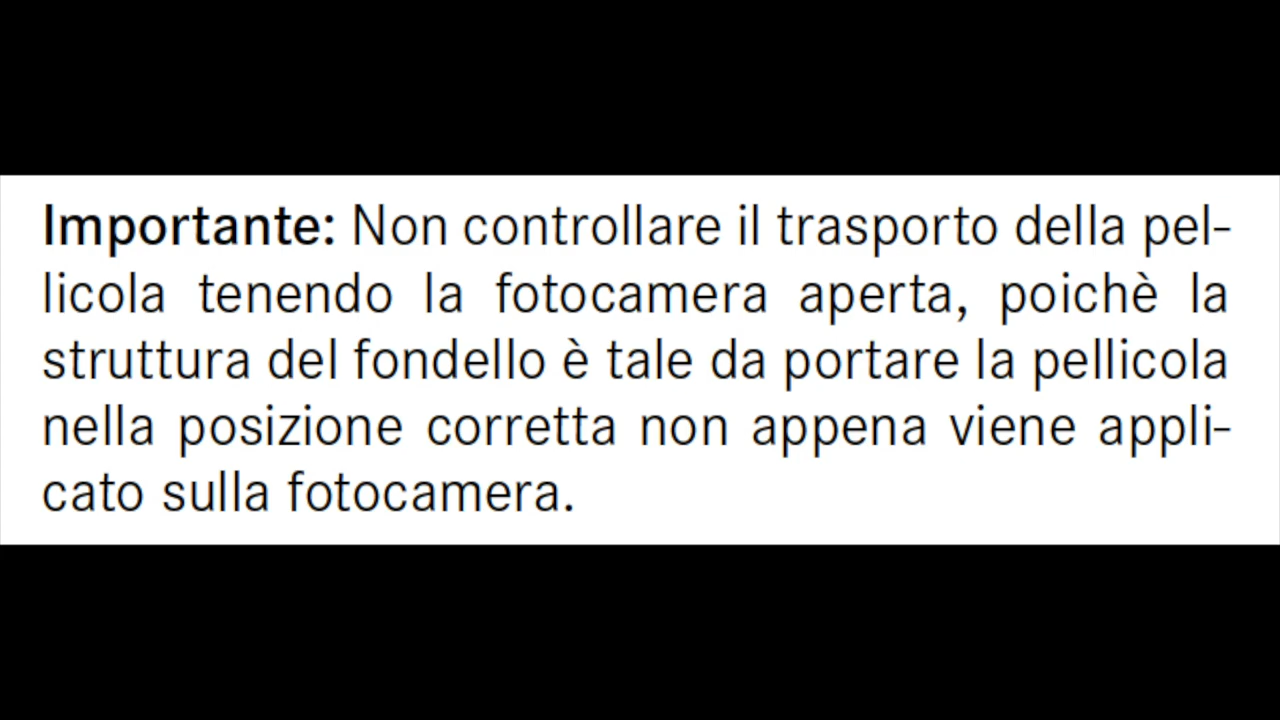 Importante: Non controllare il trasporto della pel-
licola tenendo la fotocamera aperta, poichè la
struttura del fondello è tale da portare la pellicola
nella posizione corretta non appena viene appli-
cato sulla fotocamera.